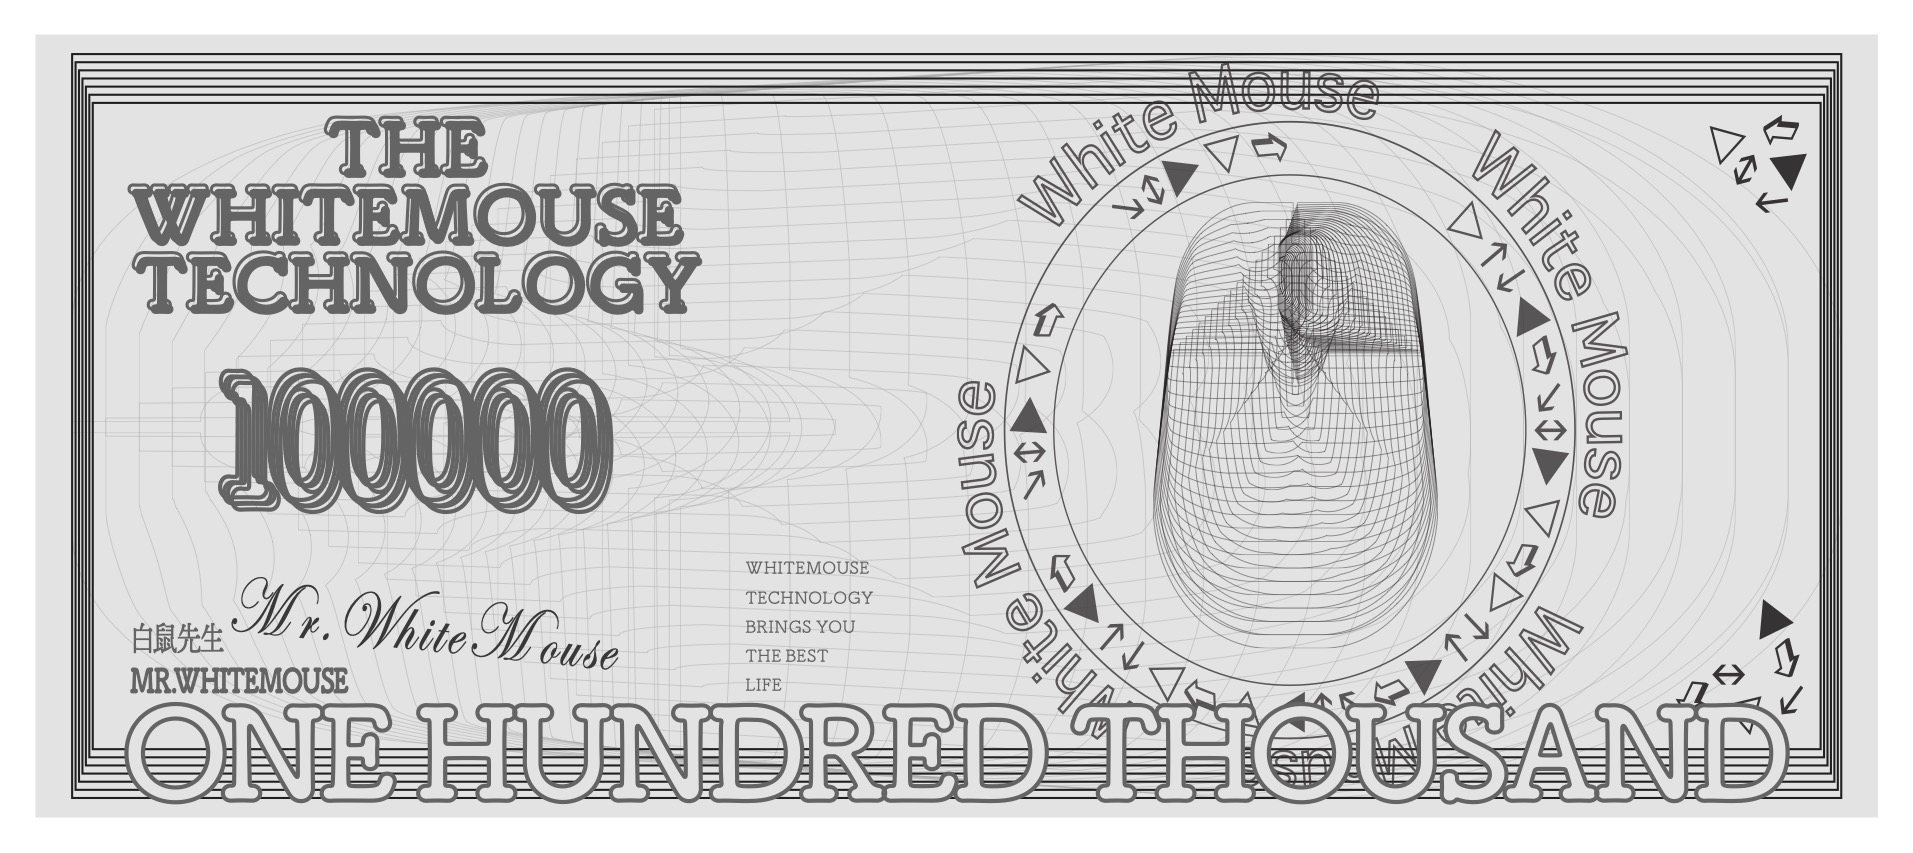 THE
WHITEMOUSE
TECHNOLOGY
100000
白鼠先生
Mr. White Mouse
MR.WHITEMOUSE
WHITEMOUSE
TECHNOLOGY
BRINGS YOU
THE BEST
LIFE
White Mouse
White Mouse
White Mouse
White Mouse
ONE HUNDRED THOUSAND